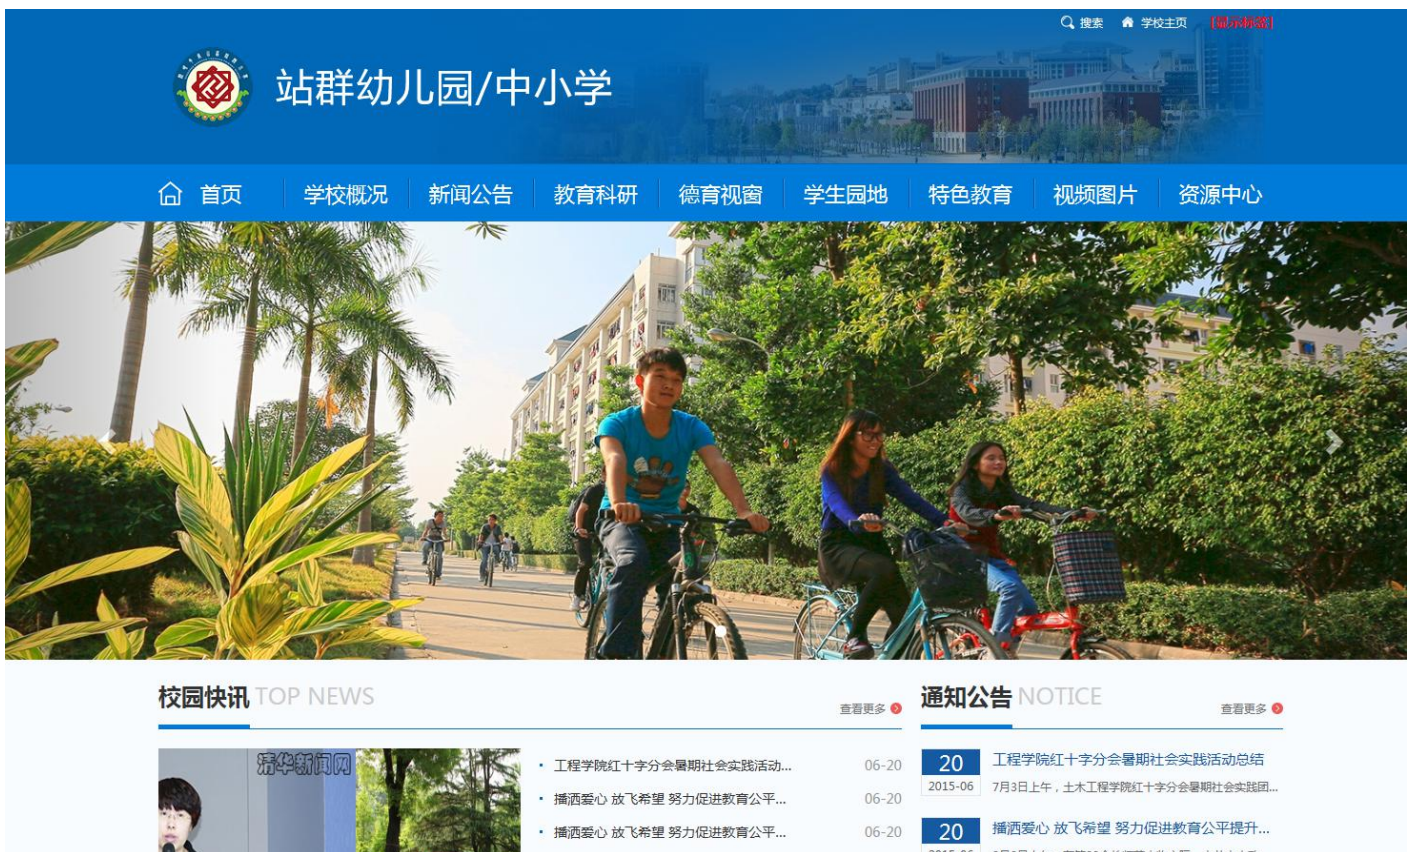 搜索 学校主页 [显示标签]
站群幼儿园/中小学
首页 学校概况 新闻公告 教育科研 德育视窗 学生园地 特色教育 视频图片 资源中心
校园快讯 TOP NEWS
查看更多
清华新闻网
· 工程学院红十字分会暑期社会实践活动... 06-20
· 播洒爱心 放飞希望 努力促进教育公平... 06-20
· 播洒爱心 放飞希望 努力促进教育公平... 06-20
通知公告 NOTICE
查看更多
20 工程学院红十字分会暑期社会实践活动总结
2015-06 7月3日上午，土木工程学院红十字分会暑期社会实践团...
20 播洒爱心 放飞希望 努力促进教育公平提升...